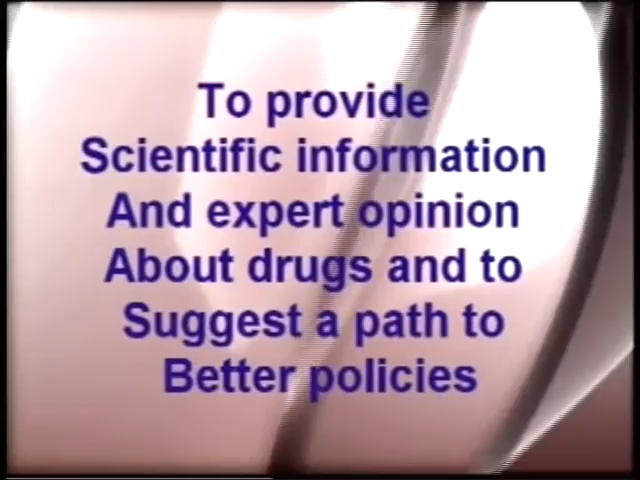 To provide
Scientific information
And expert opinion
About drugs and to
Suggest a path to
Better policies